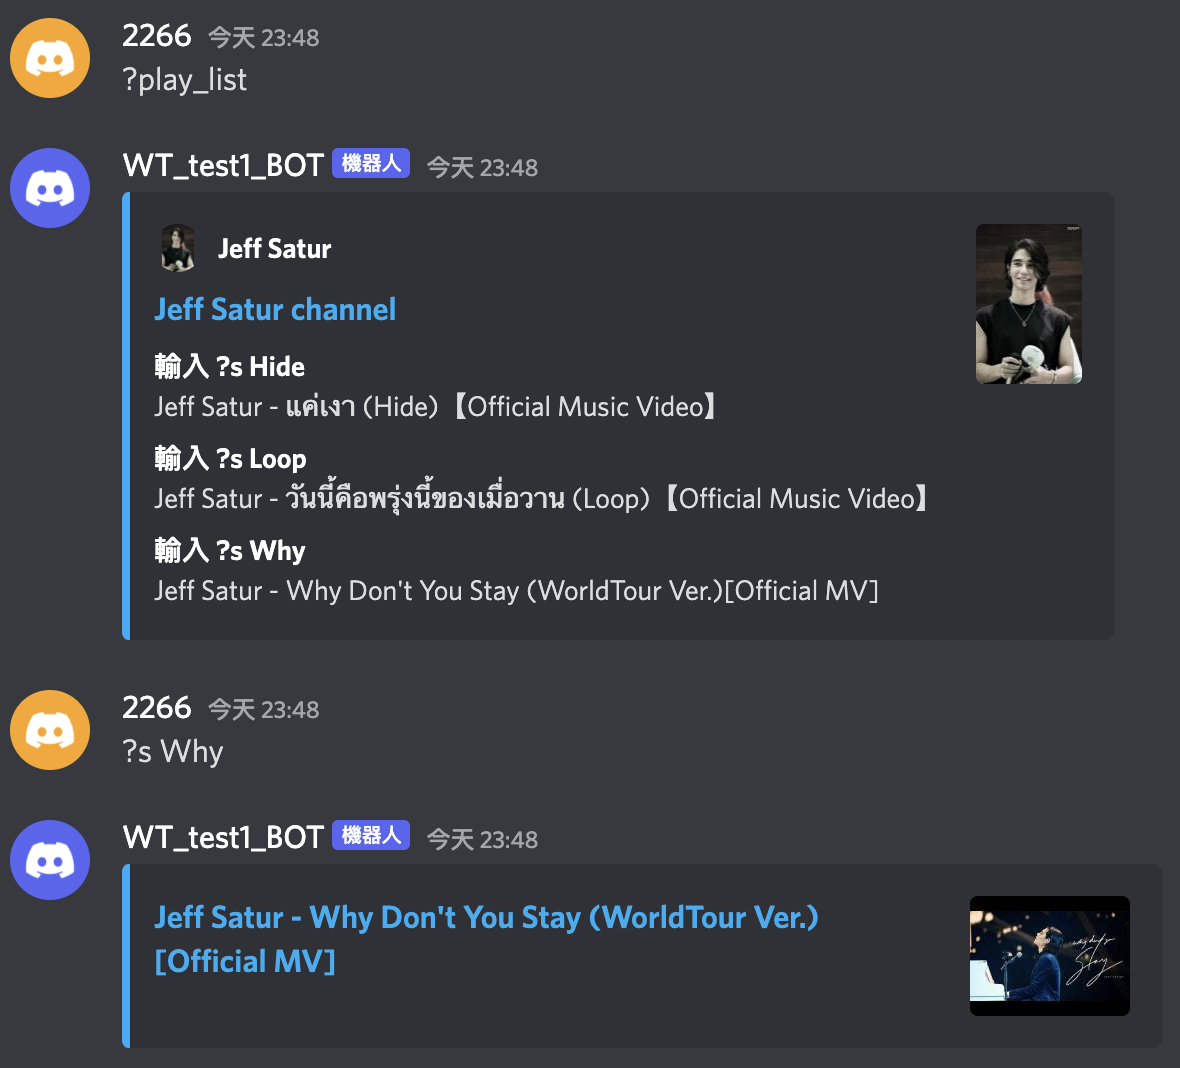 2266 今天 23:48
?play_list
WT_test1_BOT 機器人 今天 23:48
Jeff Satur
Jeff Satur channel
輸入 ?s Hide
Jeff Satur - แค่เงา (Hide)【Official Music Video】
輸入 ?s Loop
Jeff Satur - วันนี้คือพรุ่งนี้ของเมื่อวาน (Loop)【Official Music Video】
輸入 ?s Why
Jeff Satur - Why Don't You Stay (WorldTour Ver.)[Official MV]
2266 今天 23:48
?s Why
WT_test1_BOT 機器人 今天 23:48
Jeff Satur - Why Don't You Stay (WorldTour Ver.)
[Official MV]
why don't you
Stay